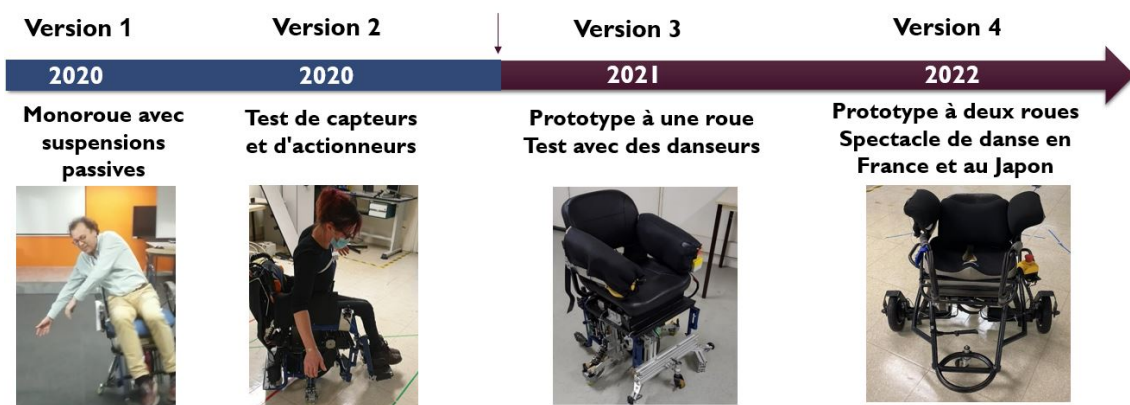 Version 1
Version 2
Version 3
Version 4
2020
2020
2021
2022
Monoroue avec
suspensions
passives
Test de capteurs
et d'actionneurs
Prototype à une roue
Test avec des danseurs
Prototype à deux roues
Spectacle de danse en
France et au Japon